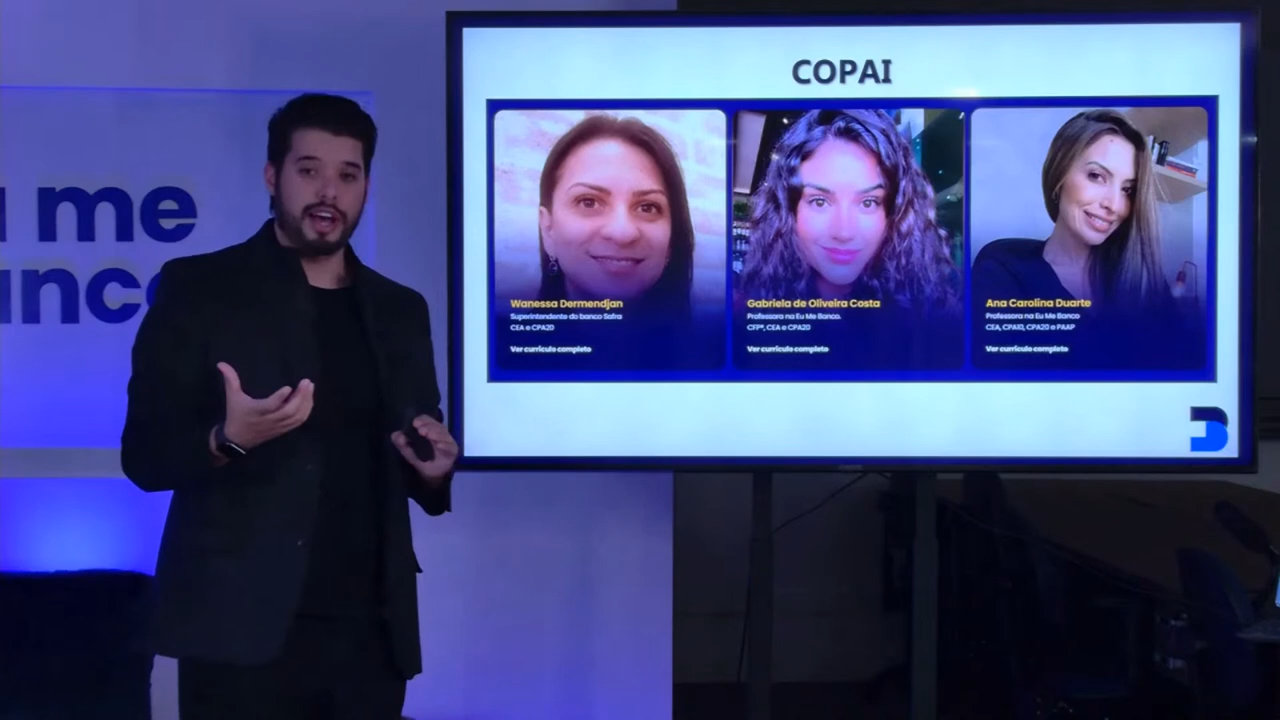 me
anco
COPAI
Wanessa Dermendjan
Superintendente do banco Safra
CEA e CPA20
Ver currículo completo
Gabriela de Oliveira Costa
Professora na Eu Me Banco.
CFP®, CEA e CPA20
Ver currículo completo
Ana Carolina Duarte
Professora na Eu Me Banco
CEA, CPA10, CPA20 e PAAP
Ver currículo completo